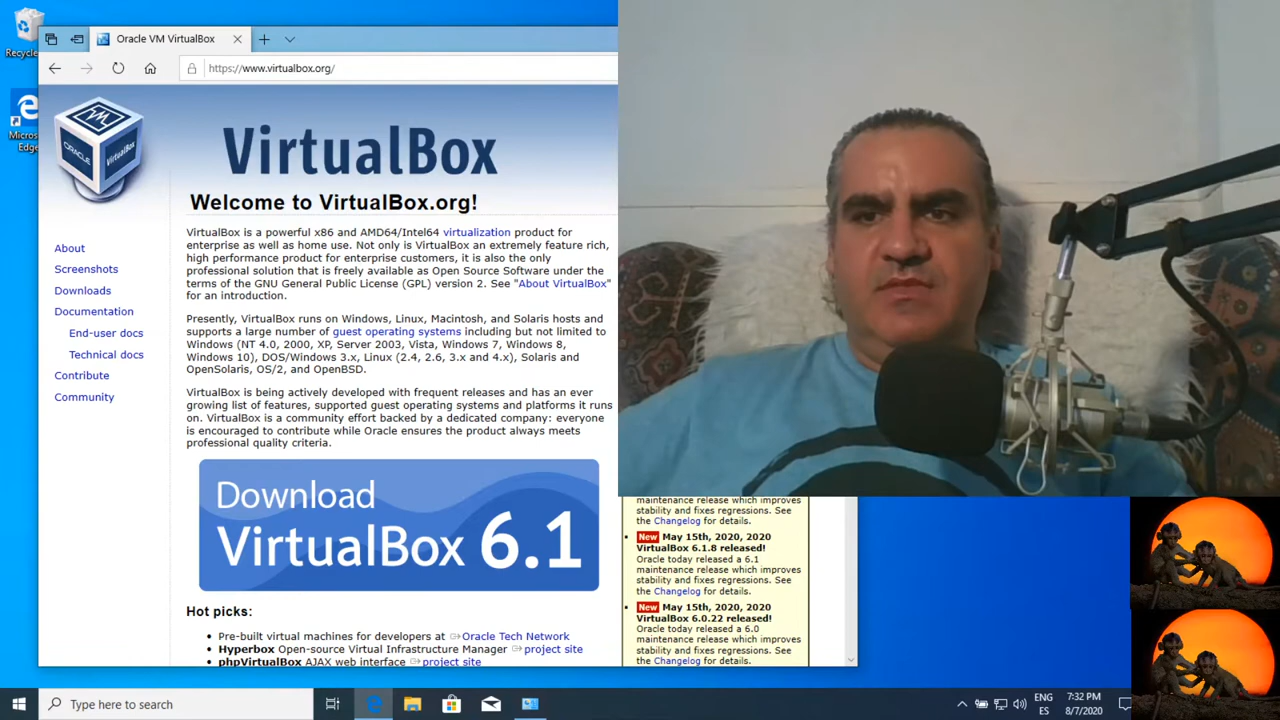 Recycle
Microso
Edge
Oracle VM VirtualBox
https://www.virtualbox.org/
ORACLE
VirtualBox
VirtualBox
Welcome to VirtualBox.org!
About
Screenshots
Downloads
Documentation
End-user docs
Technical docs
Contribute
Community
VirtualBox is a powerful x86 and AMD64/Intel64 virtualization product for
enterprise as well as home use. Not only is VirtualBox an extremely feature rich,
high performance product for enterprise customers, it is also the only
professional solution that is freely available as Open Source Software under the
terms of the GNU General Public License (GPL) version 2. See "About VirtualBox"
for an introduction.
Presently, VirtualBox runs on Windows, Linux, Macintosh, and Solaris hosts and
supports a large number of guest operating systems including but not limited to
Windows (NT 4.0, 2000, XP, Server 2003, Vista, Windows 7, Windows 8,
Windows 10), DOS/Windows 3.x, Linux (2.4, 2.6, 3.x and 4.x), Solaris and
OpenSolaris, OS/2, and OpenBSD.
VirtualBox is being actively developed with frequent releases and has an ever
growing list of features, supported guest operating systems and platforms it runs
on. VirtualBox is a community effort backed by a dedicated company: everyone
is encouraged to contribute while Oracle ensures the product always meets
professional quality criteria.
Download
VirtualBox 6.1
Hot picks:
Pre-built virtual machines for developers at Oracle Tech Network
Hyperbox Open-source Virtual Infrastructure Manager project site
phpVirtualBox AJAX web interface project site
maintenance release which improves
stability and fixes regressions. See
the Changelog for details.
New May 15th, 2020, 2020
VirtualBox 6.1.8 released!
Oracle today released a 6.1
maintenance release which improves
stability and fixes regressions. See
the Changelog for details.
New May 15th, 2020, 2020
VirtualBox 6.0.22 released!
Oracle today released a 6.0
maintenance release which improves
stability and fixes regressions. See
the Changelog for details.
Type here to search
ENG
ES
7:32 PM
8/7/2020